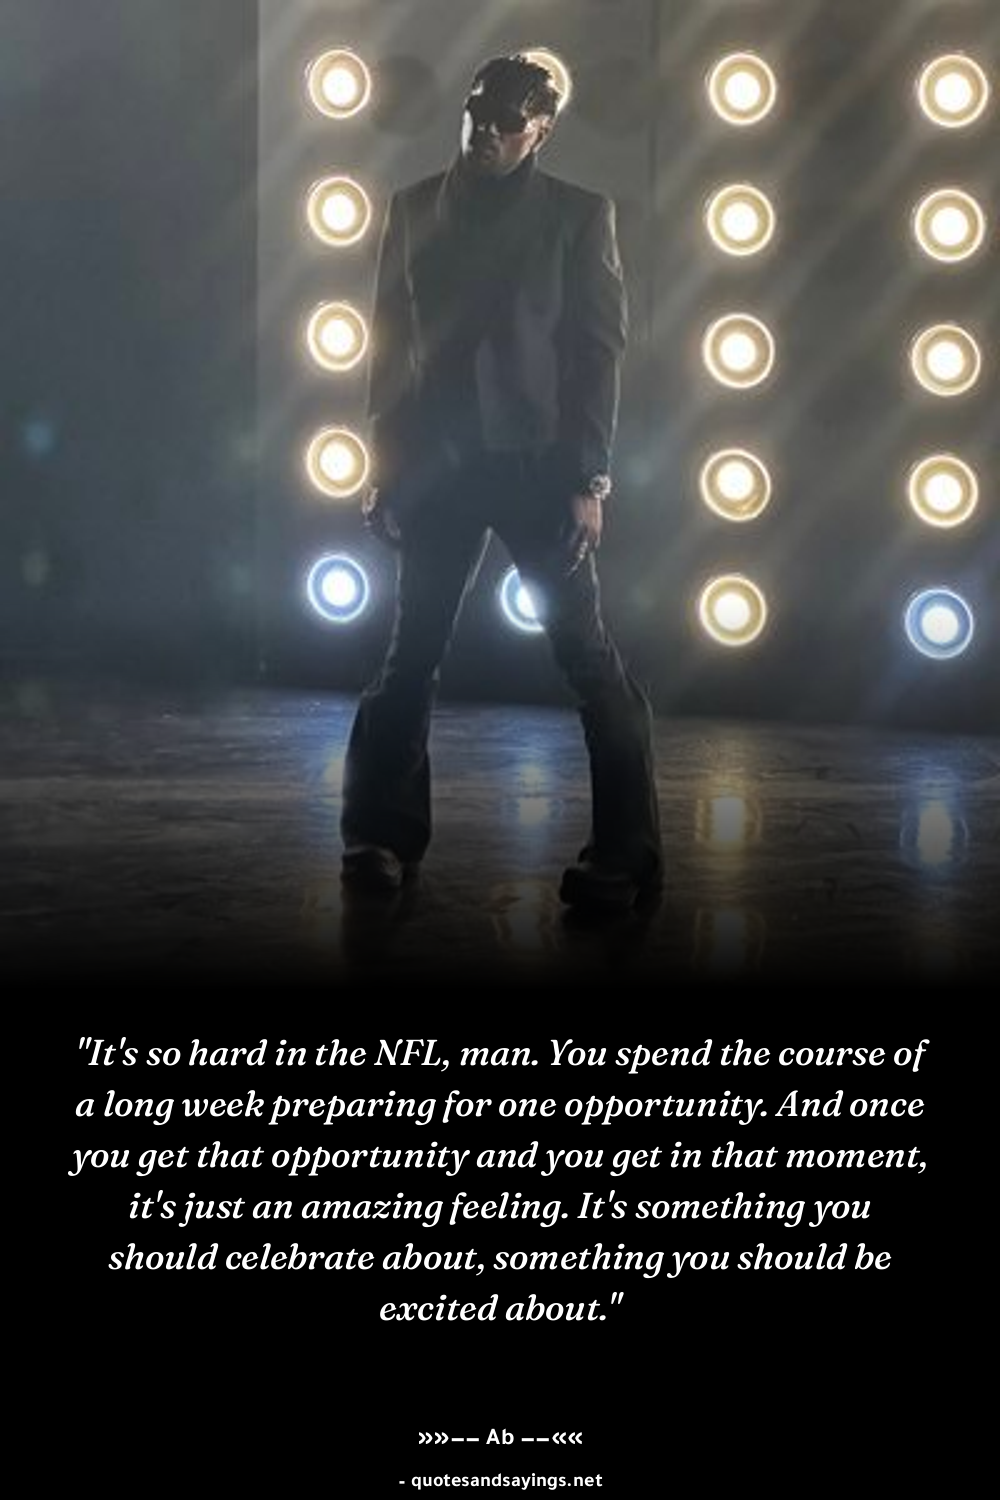 "It's so hard in the NFL, man. You spend the course of
a long week preparing for one opportunity. And once
you get that opportunity and you get in that moment,
it's just an amazing feeling. It's something you
should celebrate about, something you should be
excited about."
»»–– Ab ––««
- quotesandsayings.net